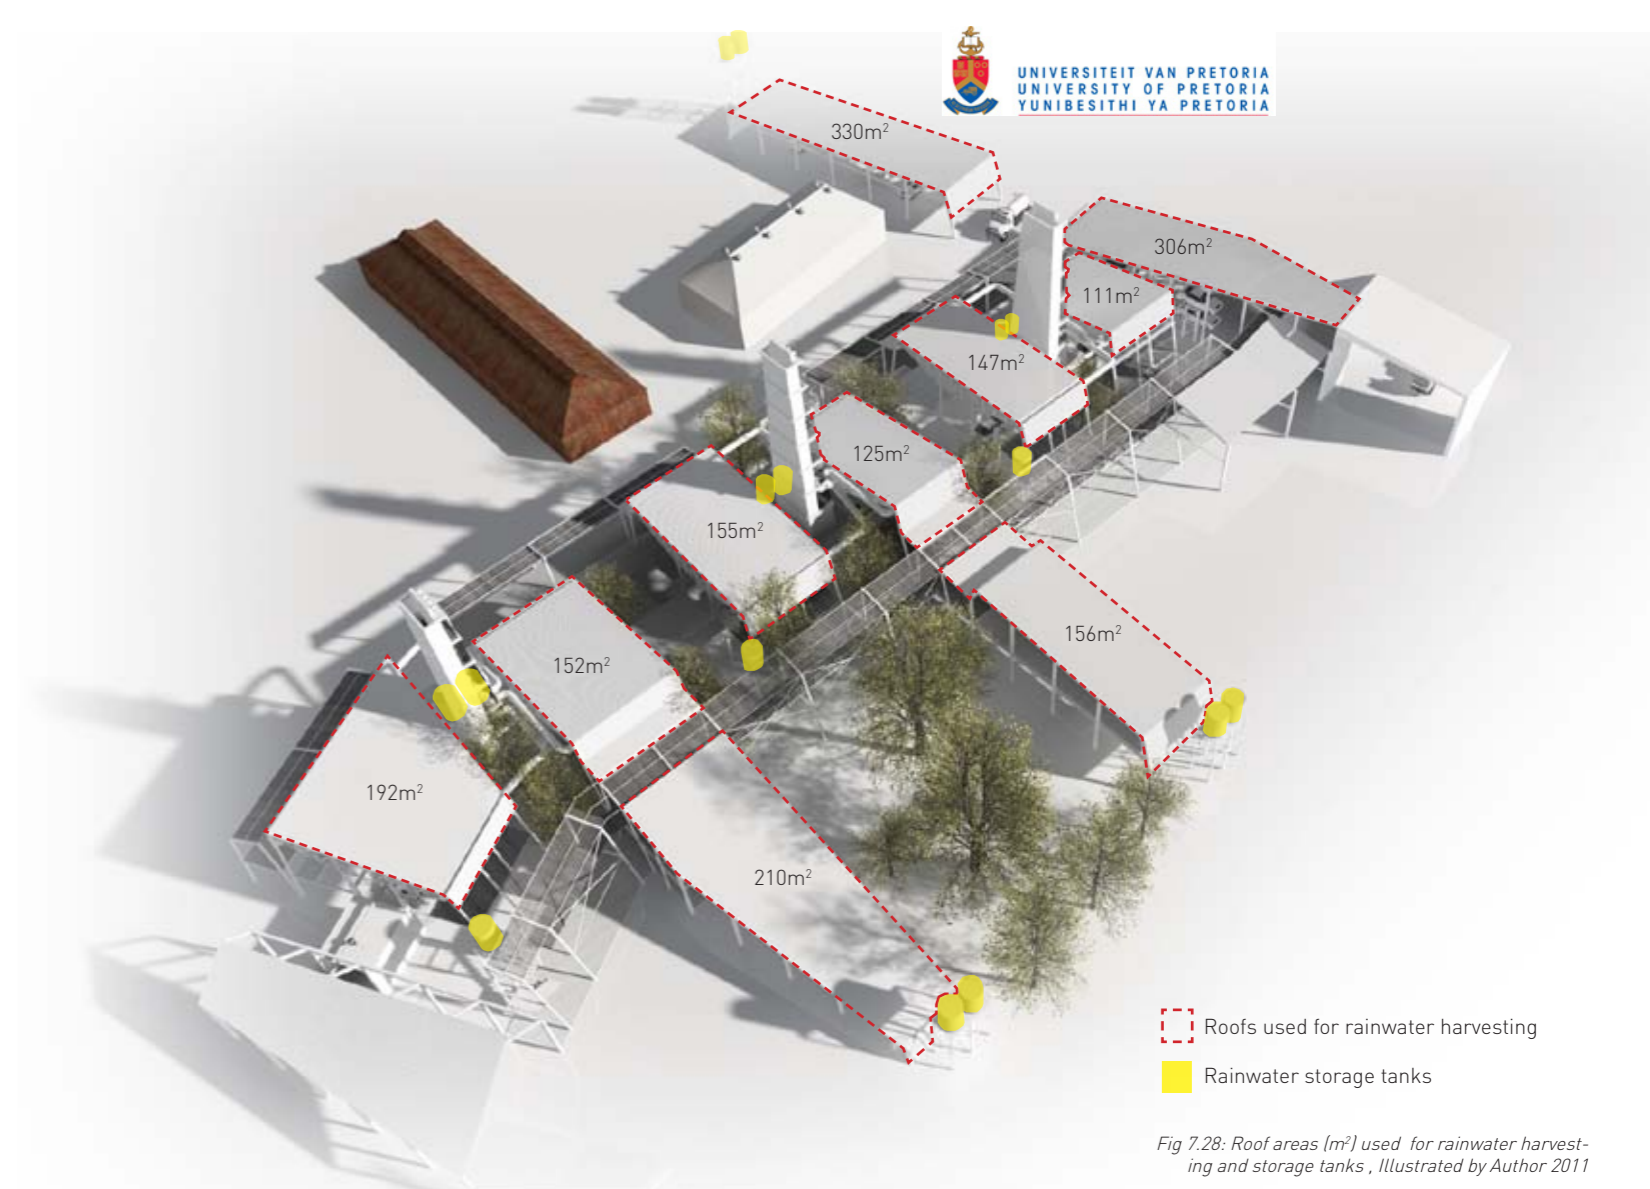 UNIVERSITEIT VAN PRETORIA
UNIVERSITY OF PRETORIA
YUNIBESITHI YA PRETORIA
330m²
306m²
111m²
147m²
125m²
155m²
156m²
152m²
192m²
210m²
Roofs used for rainwater harvesting
Rainwater storage tanks
Fig 7.28: Roof areas (m²) used for rainwater harvest-
ing and storage tanks , Illustrated by Author 2011